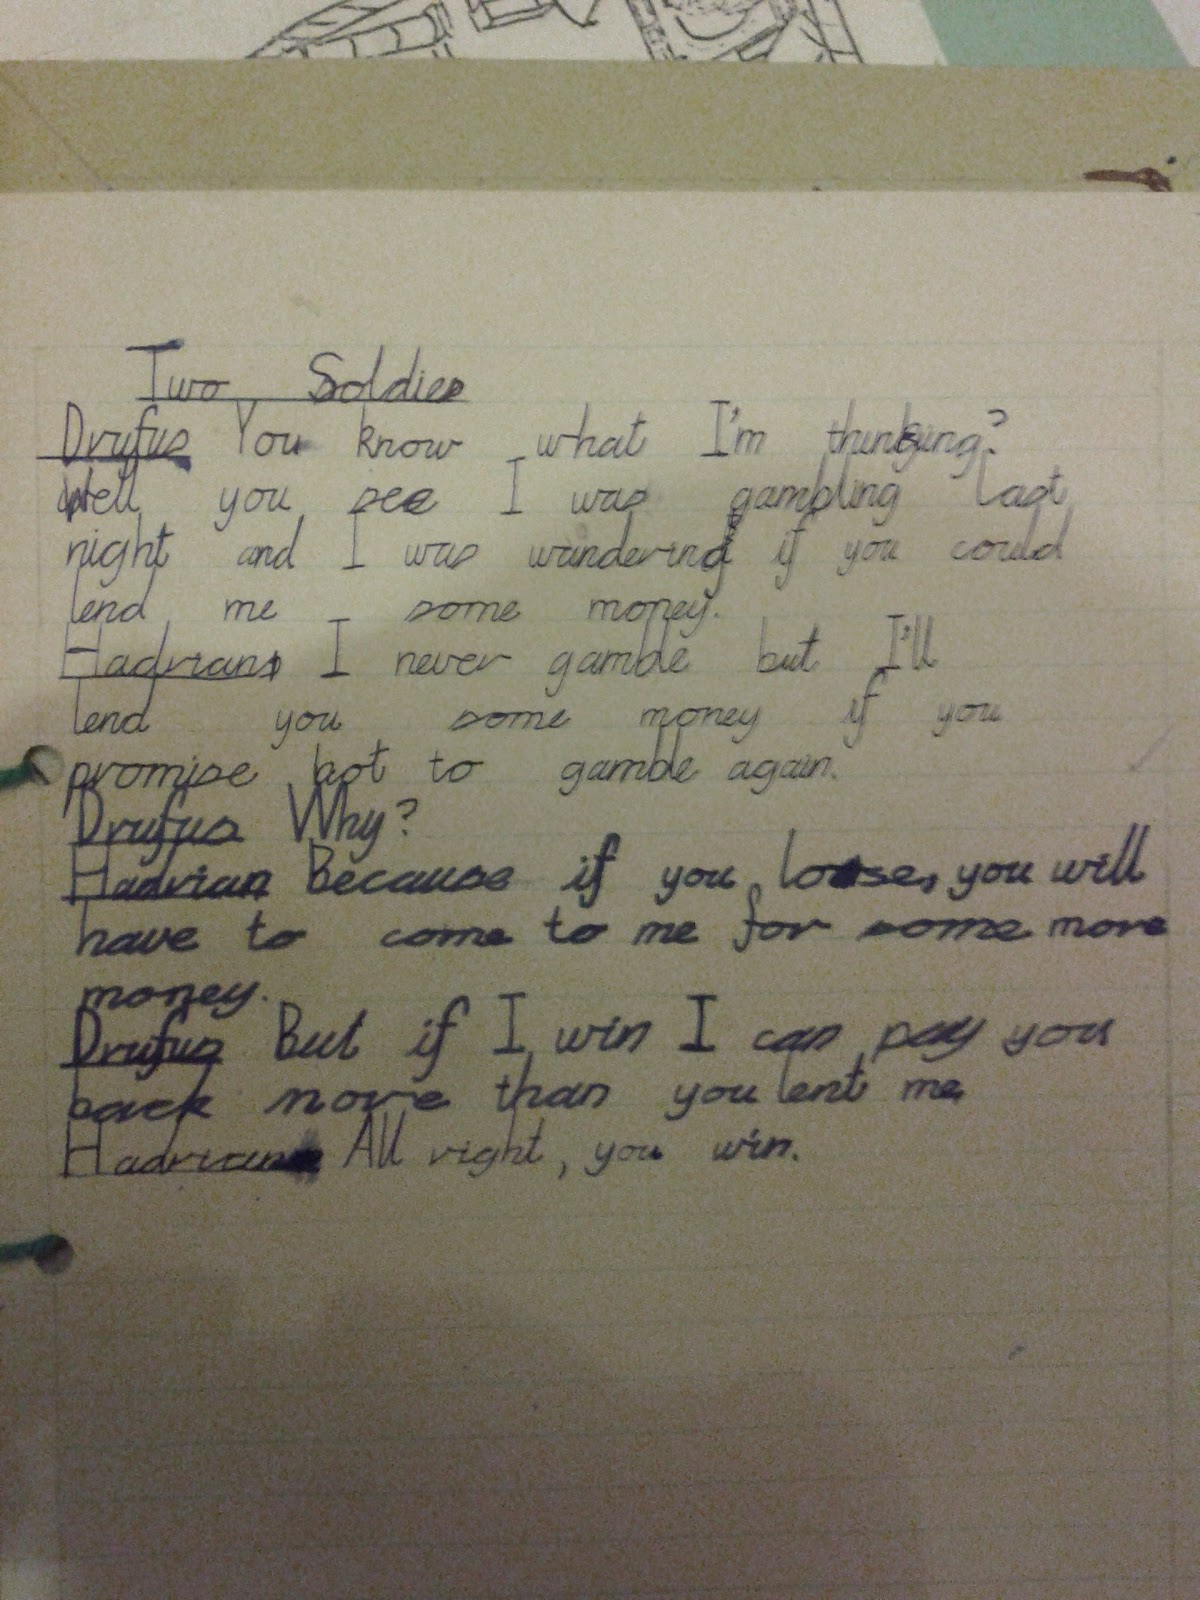 Two Soldier
Drufus You know what I'm thinking?
Well you see I was gambling last
night and I was wandering if you could
lend me some money.
Hadrian I never gamble but I'll
lend you some money if you
promise not to gamble again.
Drufus Why?
Hadrian Because if you loose, you will
have to come to me for some more
money.
Drufus But if I win I can pay you
back more than you lent me
Hadrian All right, you win.